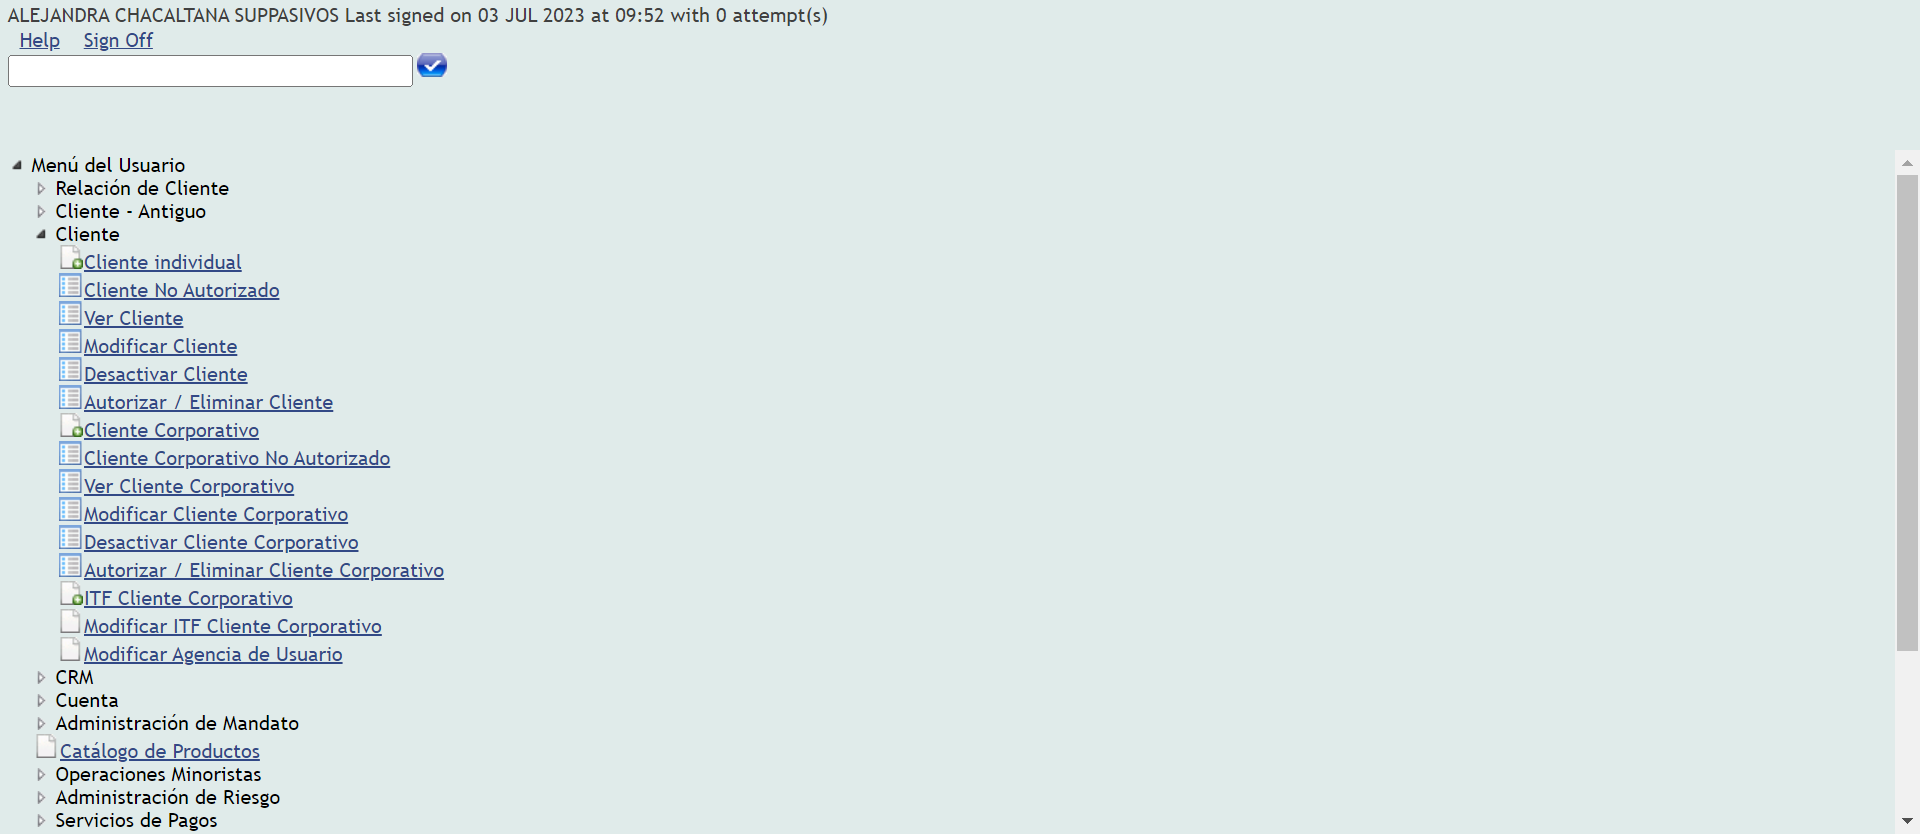 ALEJANDRA CHACALTANA SUPPASIVOS Last signed on 03 JUL 2023 at 09:52 with 0 attempt(s)
Help Sign Off
Menú del Usuario
Relación de Cliente
Cliente - Antiguo
Cliente
Cliente individual
Cliente No Autorizado
Ver Cliente
Modificar Cliente
Desactivar Cliente
Autorizar / Eliminar Cliente
Cliente Corporativo
Cliente Corporativo No Autorizado
Ver Cliente Corporativo
Modificar Cliente Corporativo
Desactivar Cliente Corporativo
Autorizar / Eliminar Cliente Corporativo
ITF Cliente Corporativo
Modificar ITF Cliente Corporativo
Modificar Agencia de Usuario
CRM
Cuenta
Administración de Mandato
Catálogo de Productos
Operaciones Minoristas
Administración de Riesgo
Servicios de Pagos